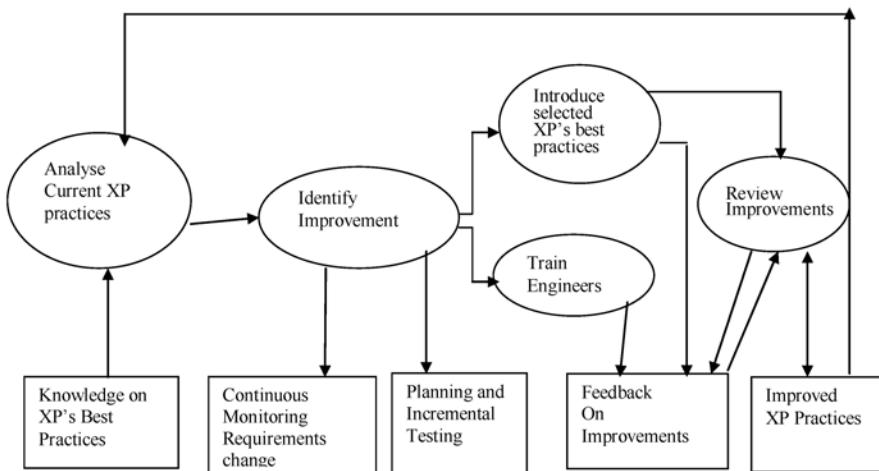 Introduce
selected
XP's best
practices
Analyse
Current XP
practices
Identify
Improvement
Review
Improvements
Train
Engineers
Knowledge on
XP's Best
Practices
Continuous
Monitoring
Requirements
change
Planning and
Incremental
Testing
Feedback
On
Improvements
Improved
XP Practices